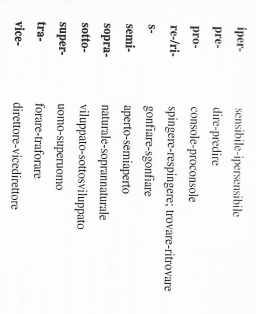 iper- sensibile-ipersensibile
pre- dire-predire
pro- console-proconsole
re-/ri- spingere-respingere; trovare-ritrovare
s- gonfiare-sgonfiare
semi- aperto-semiaperto
sopra- naturale-soprannaturale
sotto- viluppato-sottosviluppato
super- uomo-superuomo
tra- forare-traforare
vice- direttore-vicedirettore